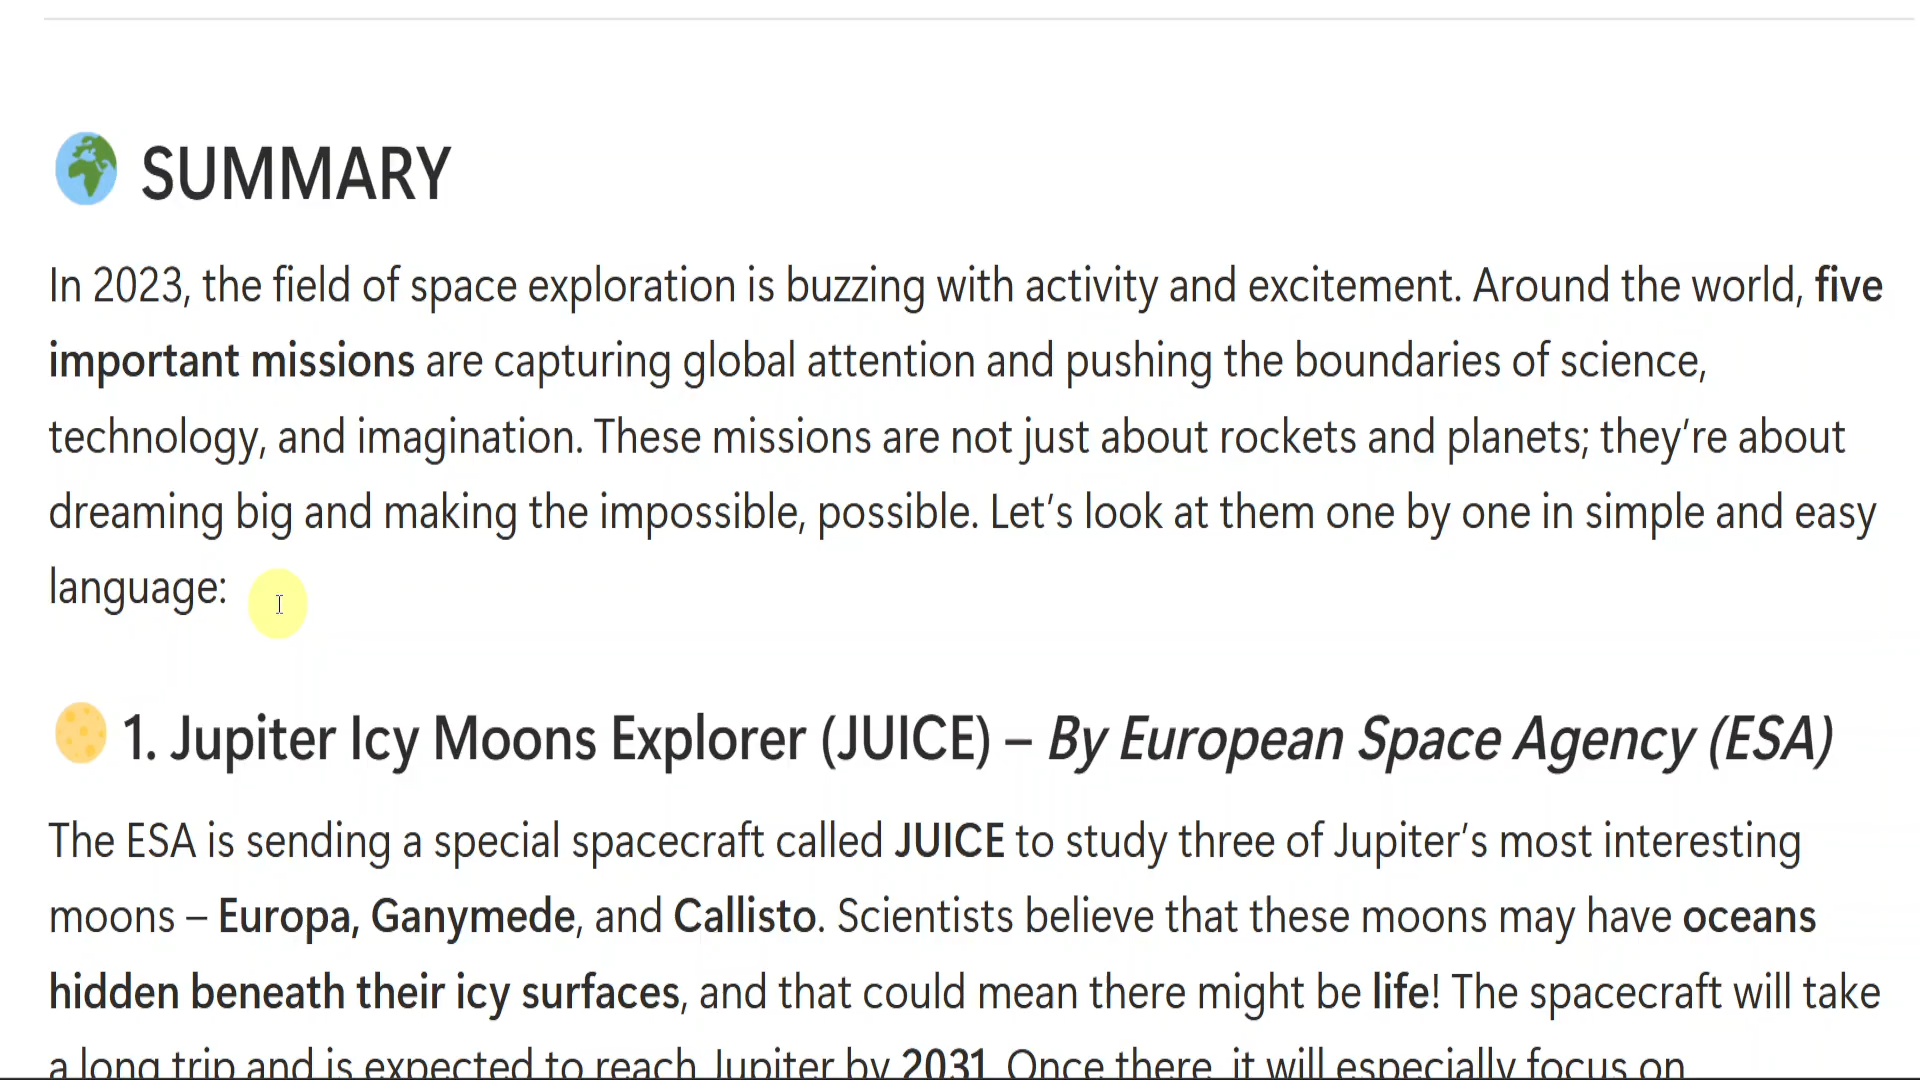 SUMMARY
In 2023, the field of space exploration is buzzing with activity and excitement. Around the world, five
important missions are capturing global attention and pushing the boundaries of science,
technology, and imagination. These missions are not just about rockets and planets; they’re about
dreaming big and making the impossible, possible. Let’s look at them one by one in simple and easy
language:
1. Jupiter Icy Moons Explorer (JUICE) – By European Space Agency (ESA)
The ESA is sending a special spacecraft called JUICE to study three of Jupiter’s most interesting
moons – Europa, Ganymede, and Callisto. Scientists believe that these moons may have oceans
hidden beneath their icy surfaces, and that could mean there might be life! The spacecraft will take
a long trip and is expected to reach Jupiter by 2031. Once there, it will especially focus on